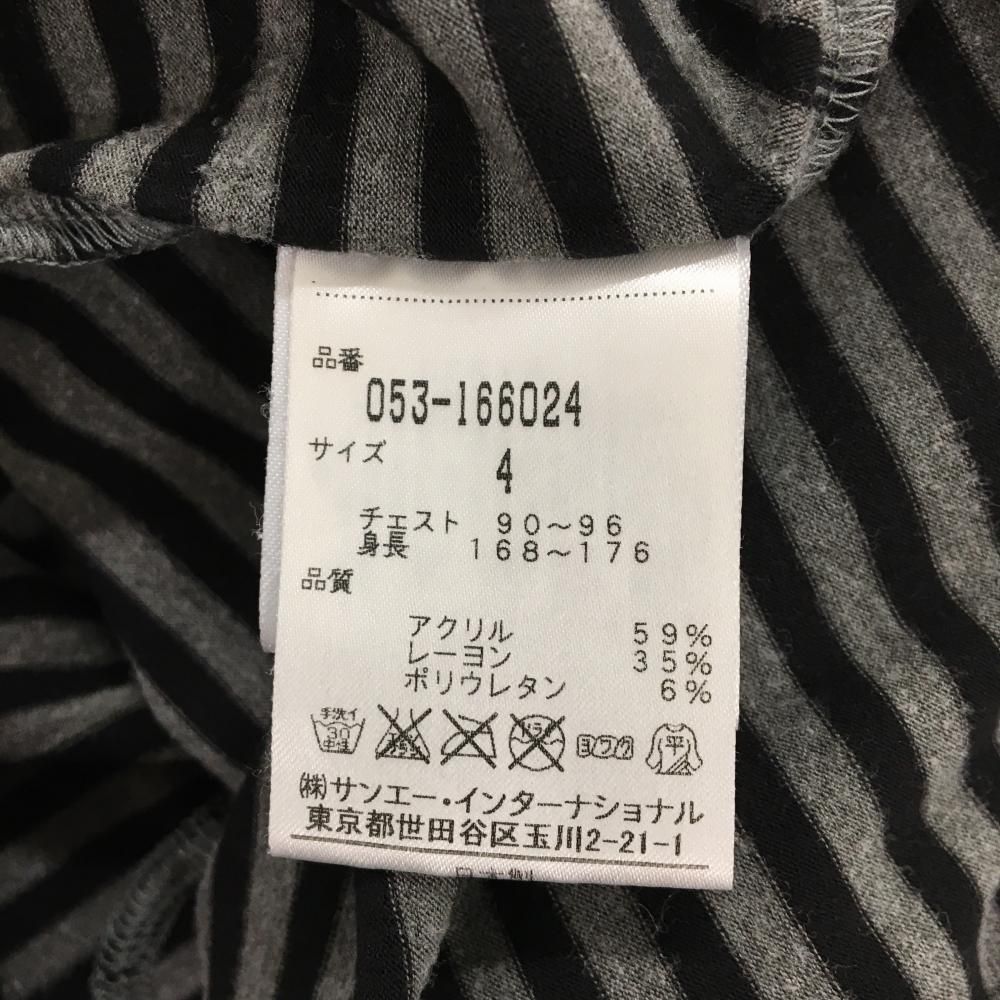 品番
053-166024
サイズ
4
チェスト 90～96
身長 168～176
品質
アクリル 59%
レーヨン 35%
ポリウレタン 6%
手洗イ 30 中性 ヨワク 平
㈱サンエー・インターナショナル
東京都世田谷区玉川2-21-1
日本製